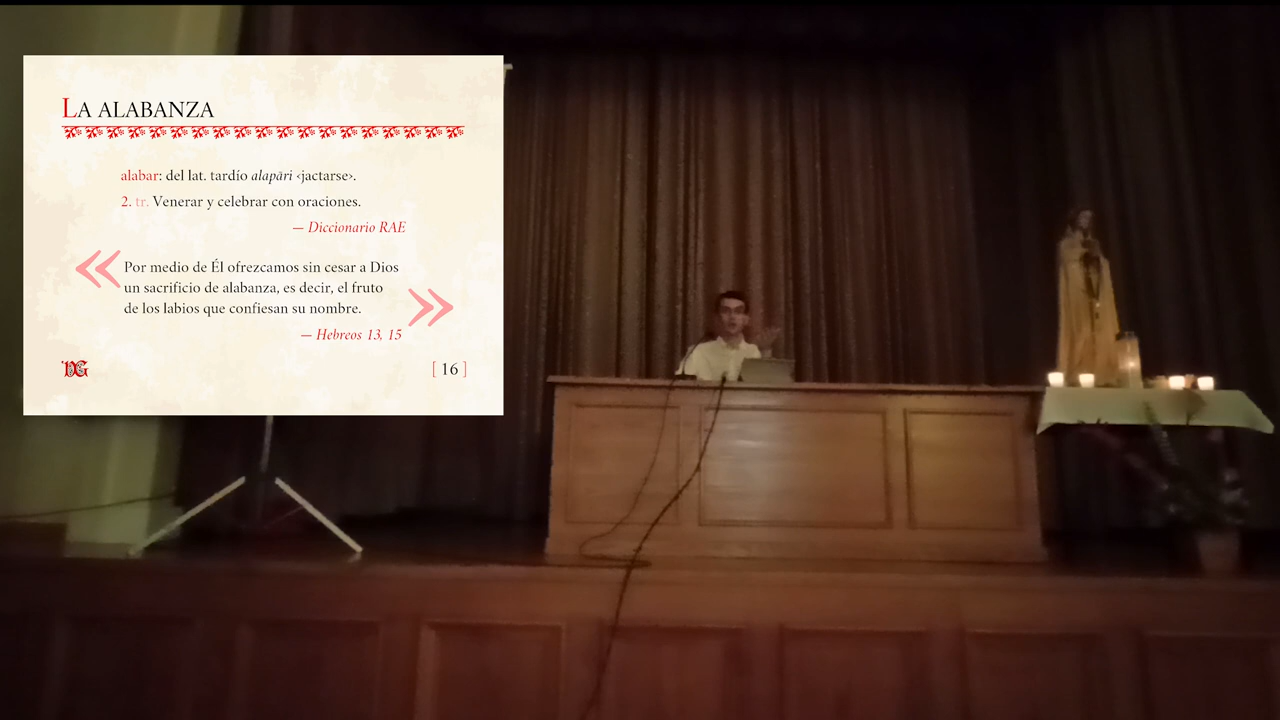 LA ALABANZA
alabar: del lat. tardío alapāri ‹jactarse›.
2. tr. Venerar y celebrar con oraciones.
— Diccionario RAE
« Por medio de Él ofrezcamos sin cesar a Dios
un sacrificio de alabanza, es decir, el fruto
de los labios que confiesan su nombre. »
— Hebreos 13, 15
[ 16 ]